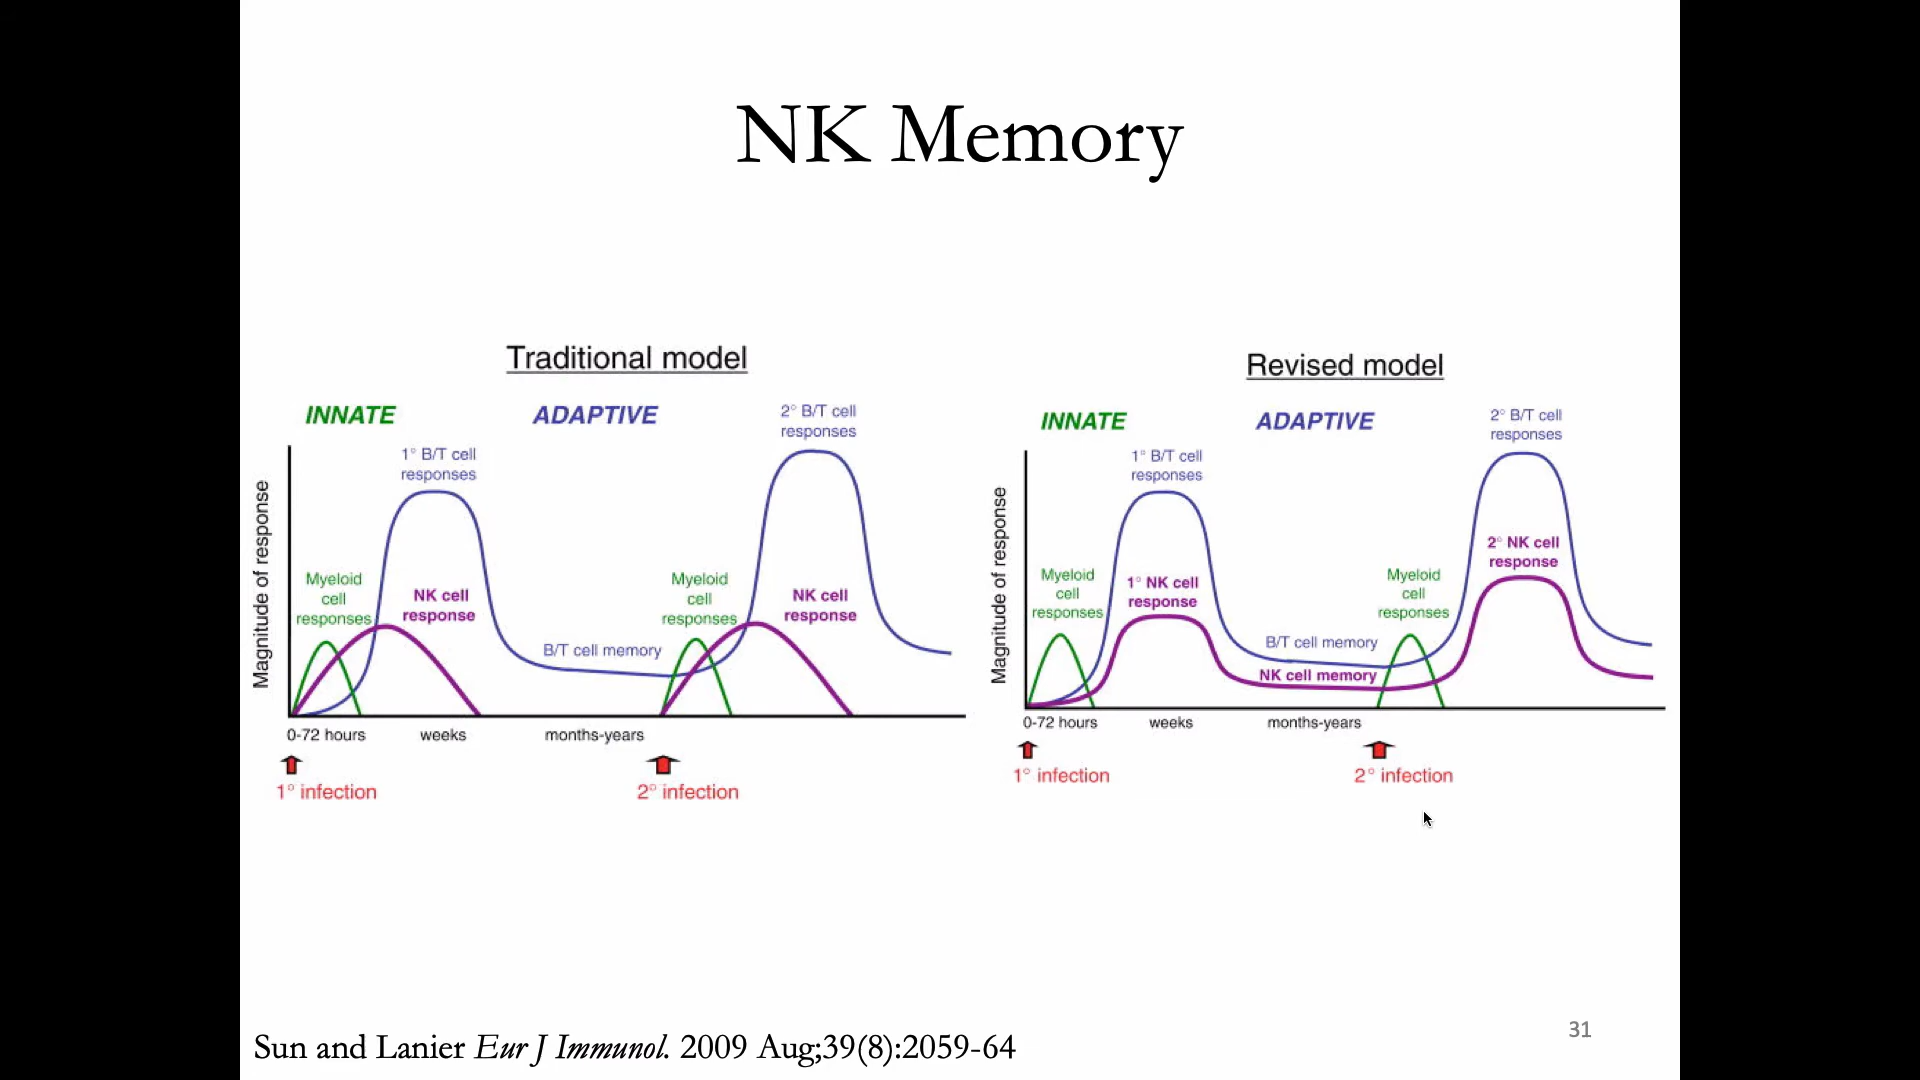 NK Memory
Traditional model
INNATE
ADAPTIVE
2° B/T cell
responses
1° B/T cell
responses
Magnitude of response
Myeloid
cell
responses
NK cell
response
B/T cell memory
Myeloid
cell
responses
NK cell
response
0-72 hours
weeks
months-years
1° infection
2° infection
Revised model
INNATE
ADAPTIVE
2° B/T cell
responses
1° B/T cell
responses
Magnitude of response
Myeloid
cell
responses
1° NK cell
response
B/T cell memory
NK cell memory
Myeloid
cell
responses
2° NK cell
response
0-72 hours
weeks
months-years
1° infection
2° infection
Sun and Lanier Eur J Immunol. 2009 Aug;39(8):2059-64
31